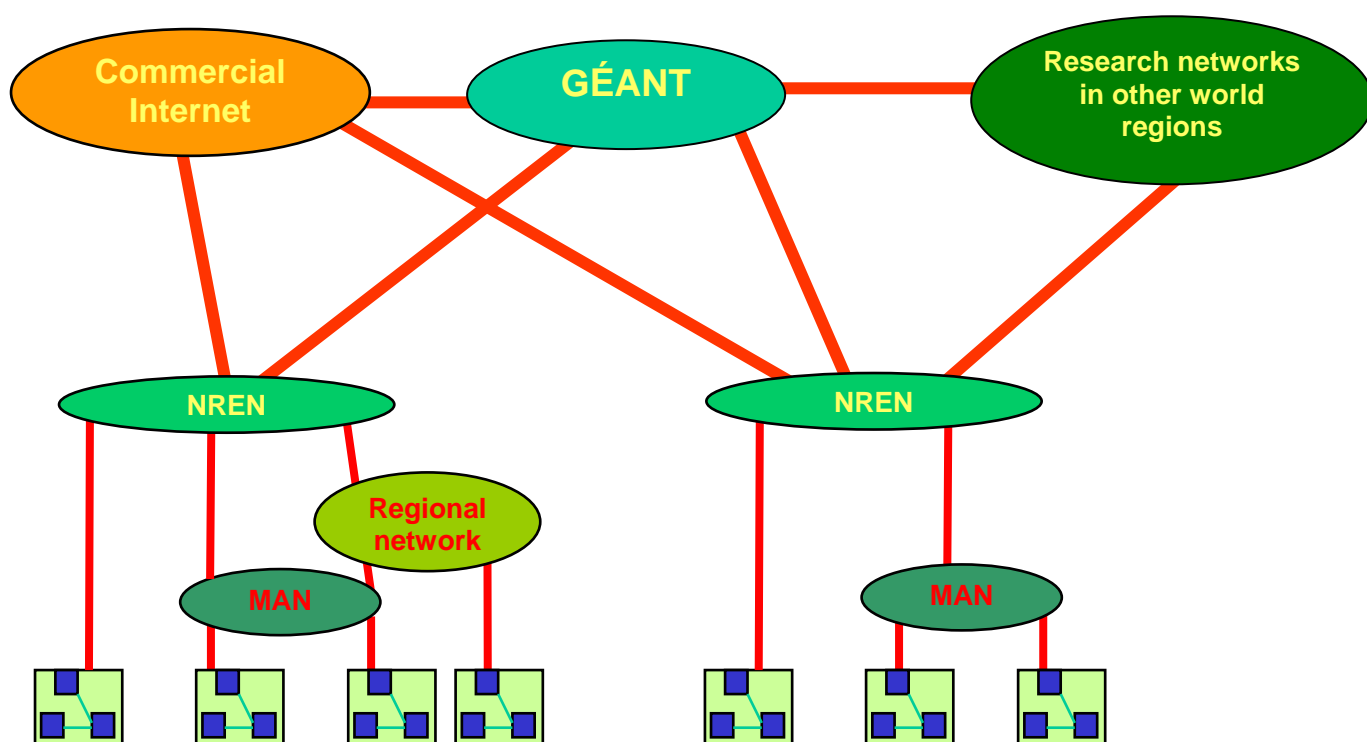 Commercial
Internet
GÉANT
Research networks
in other world
regions
NREN
NREN
Regional
network
MAN
MAN